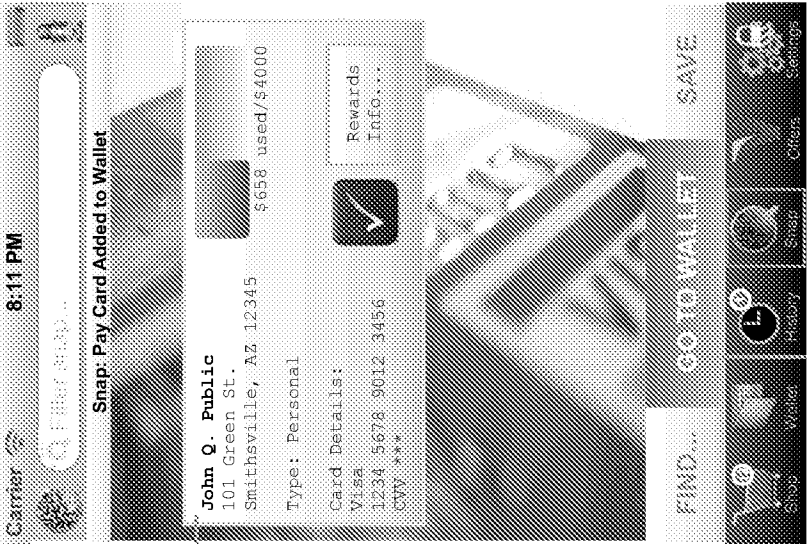 Carrier
8:11 PM
Filter snap...
Snap: Pay Card Added to Wallet
John Q. Public
101 Green St.
Smithsville, AZ 12345
$658 used/$4000
Type: Personal
Card Details:
Visa
1234 5678 9012 3456
CVV ***
Rewards
Info...
FIND...
GO TO WALLET
SAVE
Shop
Wallet
History
Snap
Offers
Settings